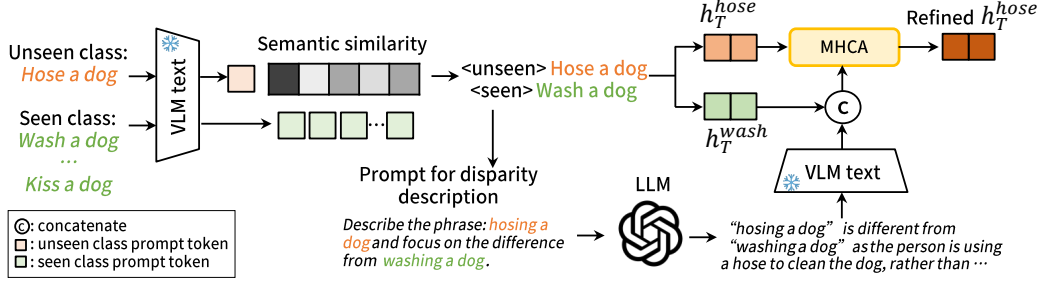 Unseen class:
Hose a dog
Seen class:
Wash a dog
...
Kiss a dog
VLM text
Semantic similarity
...
<unseen> Hose a dog
<seen> Wash a dog
h_T^{hose}
h_T^{wash}
MHCA
Refined h_T^{hose}
C
VLM text
Prompt for disparity
description
Describe the phrase: hosing a
dog and focus on the difference
from washing a dog.
LLM
“hosing a dog” is different from
“washing a dog” as the person is using
a hose to clean the dog, rather than ...
C: concatenate
: unseen class prompt token
: seen class prompt token